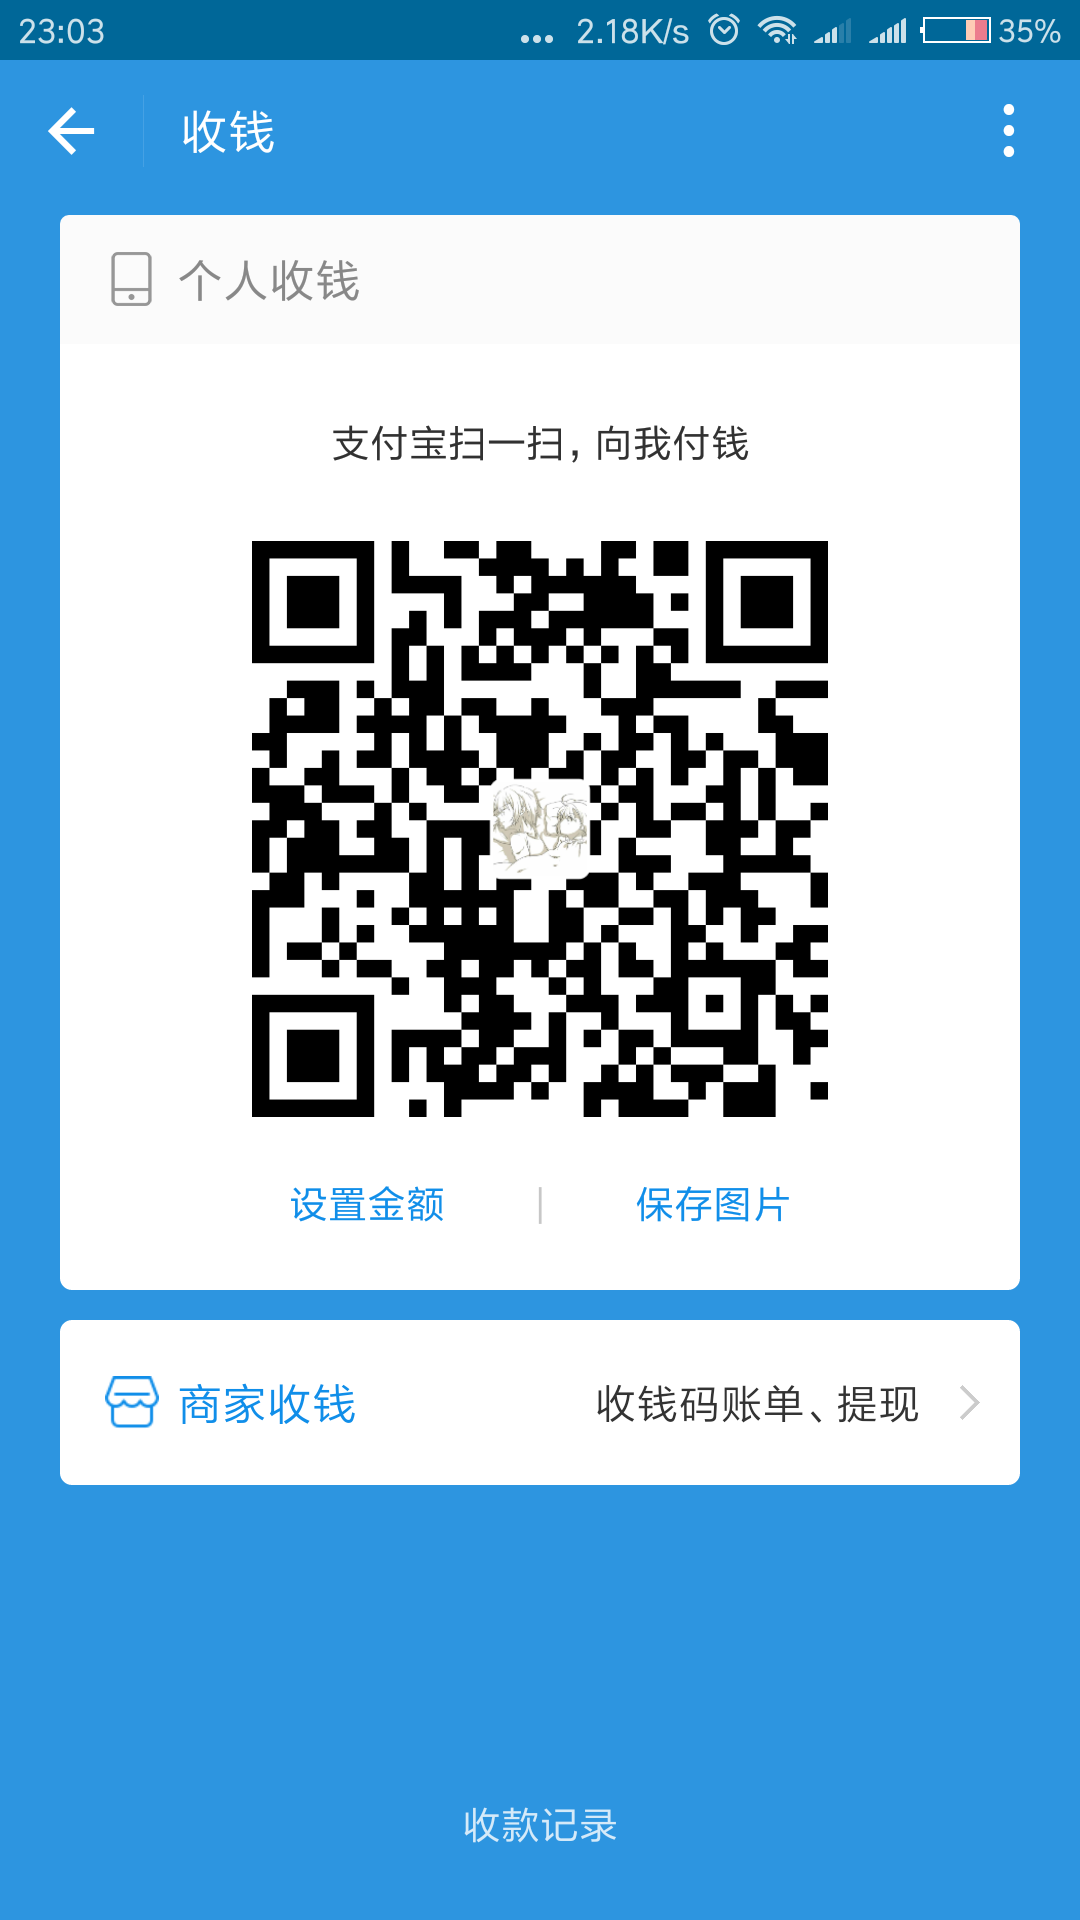 23:03 ... 2.18K/s 35%
收钱
个人收钱
支付宝扫一扫，向我付钱
设置金额 | 保存图片
商家收钱 收钱码账单、提现
收款记录